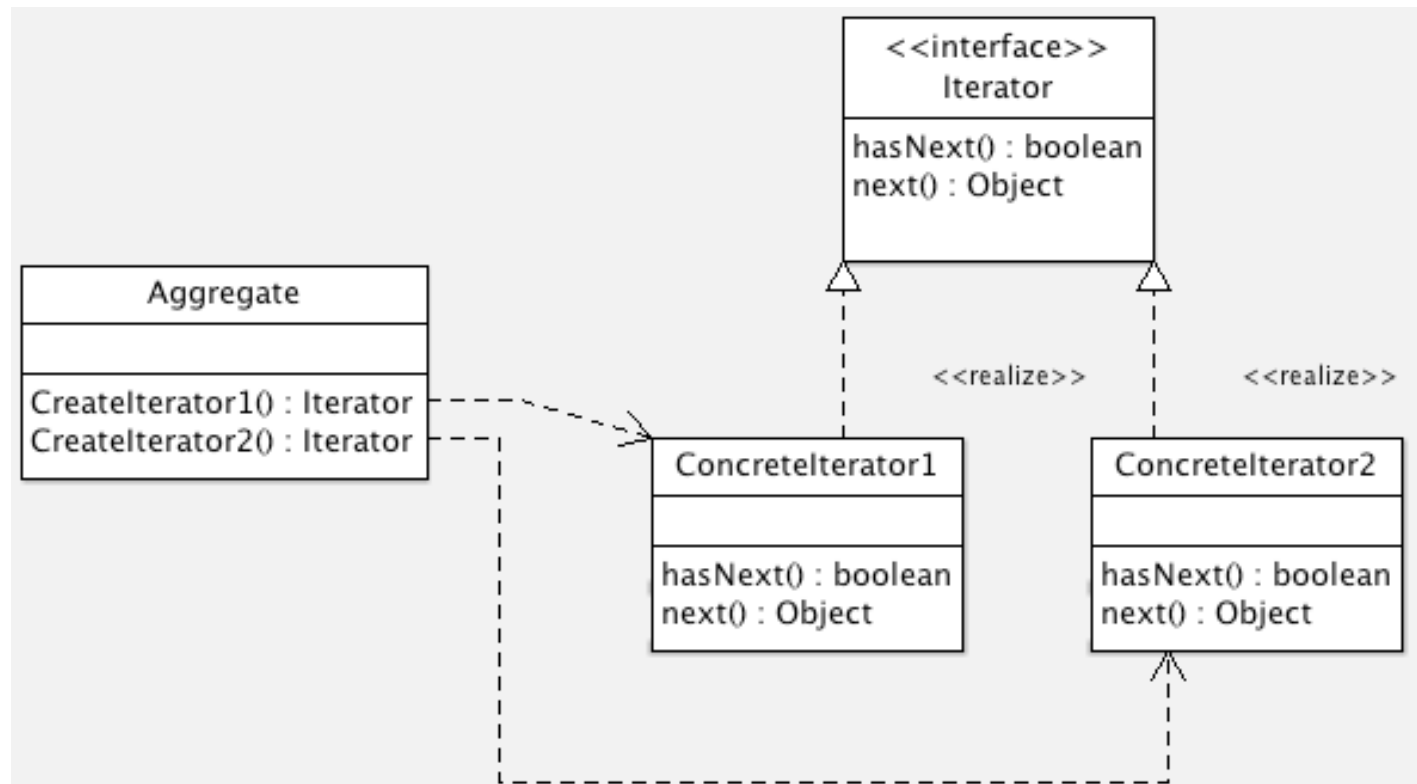 <<interface>>
Iterator
hasNext() : boolean
next() : Object
Aggregate
CreateIterator1() : Iterator
CreateIterator2() : Iterator
<<realize>>
<<realize>>
ConcreteIterator1
hasNext() : boolean
next() : Object
ConcreteIterator2
hasNext() : boolean
next() : Object